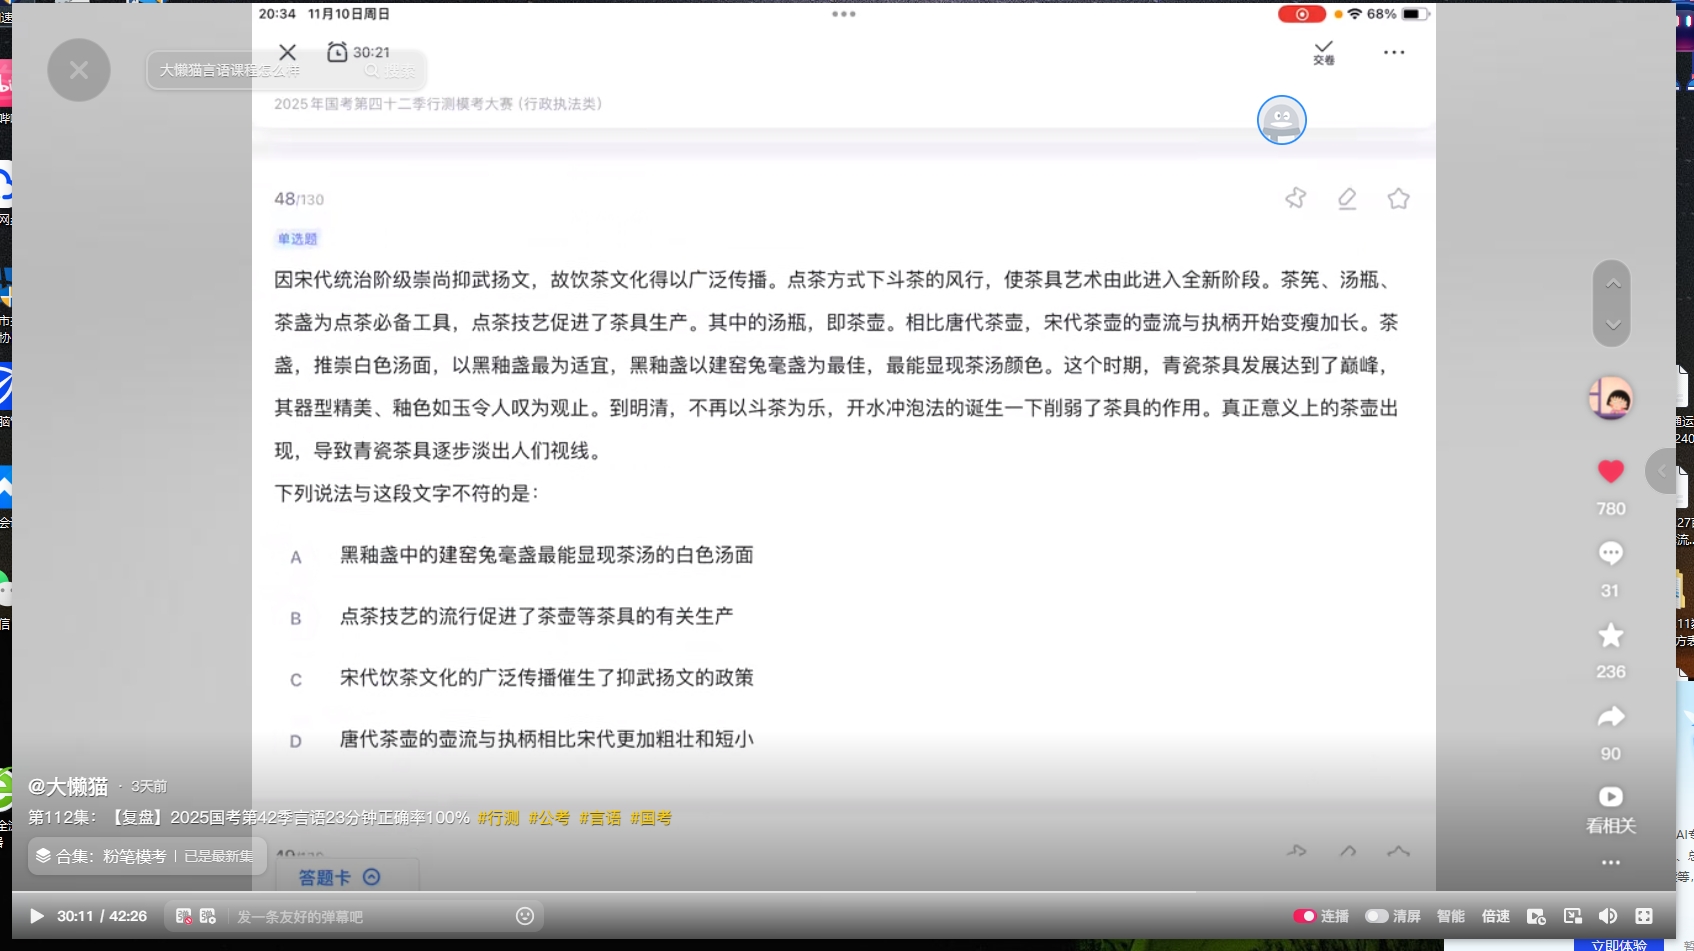 20:34 11月10日周日
68%
30:21
交卷
大懒猫言语课程怎么样
搜索
2025年国考第四十二季行测模考大赛 (行政执法类)
48/130
单选题
因宋代统治阶级崇尚抑武扬文，故饮茶文化得以广泛传播。点茶方式下斗茶的风行，使茶具艺术由此进入全新阶段。茶筅、汤瓶、
茶盏为点茶必备工具，点茶技艺促进了茶具生产。其中的汤瓶，即茶壶。相比唐代茶壶，宋代茶壶的壶流与执柄开始变瘦加长。茶
盏，推崇白色汤面，以黑釉盏最为适宜，黑釉盏以建窑兔毫盏为最佳，最能显现茶汤颜色。这个时期，青瓷茶具发展达到了巅峰，
其器型精美、釉色如玉令人叹为观止。到明清，不再以斗茶为乐，开水冲泡法的诞生一下削弱了茶具的作用。真正意义上的茶壶出
现，导致青瓷茶具逐步淡出人们视线。
下列说法与这段文字不符的是：
A 黑釉盏中的建窑兔毫盏最能显现茶汤的白色汤面
B 点茶技艺的流行促进了茶壶等茶具的有关生产
C 宋代饮茶文化的广泛传播催生了抑武扬文的政策
D 唐代茶壶的壶流与执柄相比宋代更加粗壮和短小
780
31
236
90
看相关
@大懒猫 · 3天前
第112集：【复盘】2025国考第42季言语23分钟正确率100% #行测 #公考 #言语 #国考
合集：粉笔模考 | 已是最新集
49/130
答题卡
30:11 / 42:26
弹 弹
发一条友好的弹幕吧
连播 清屏 智能 倍速
立即体验